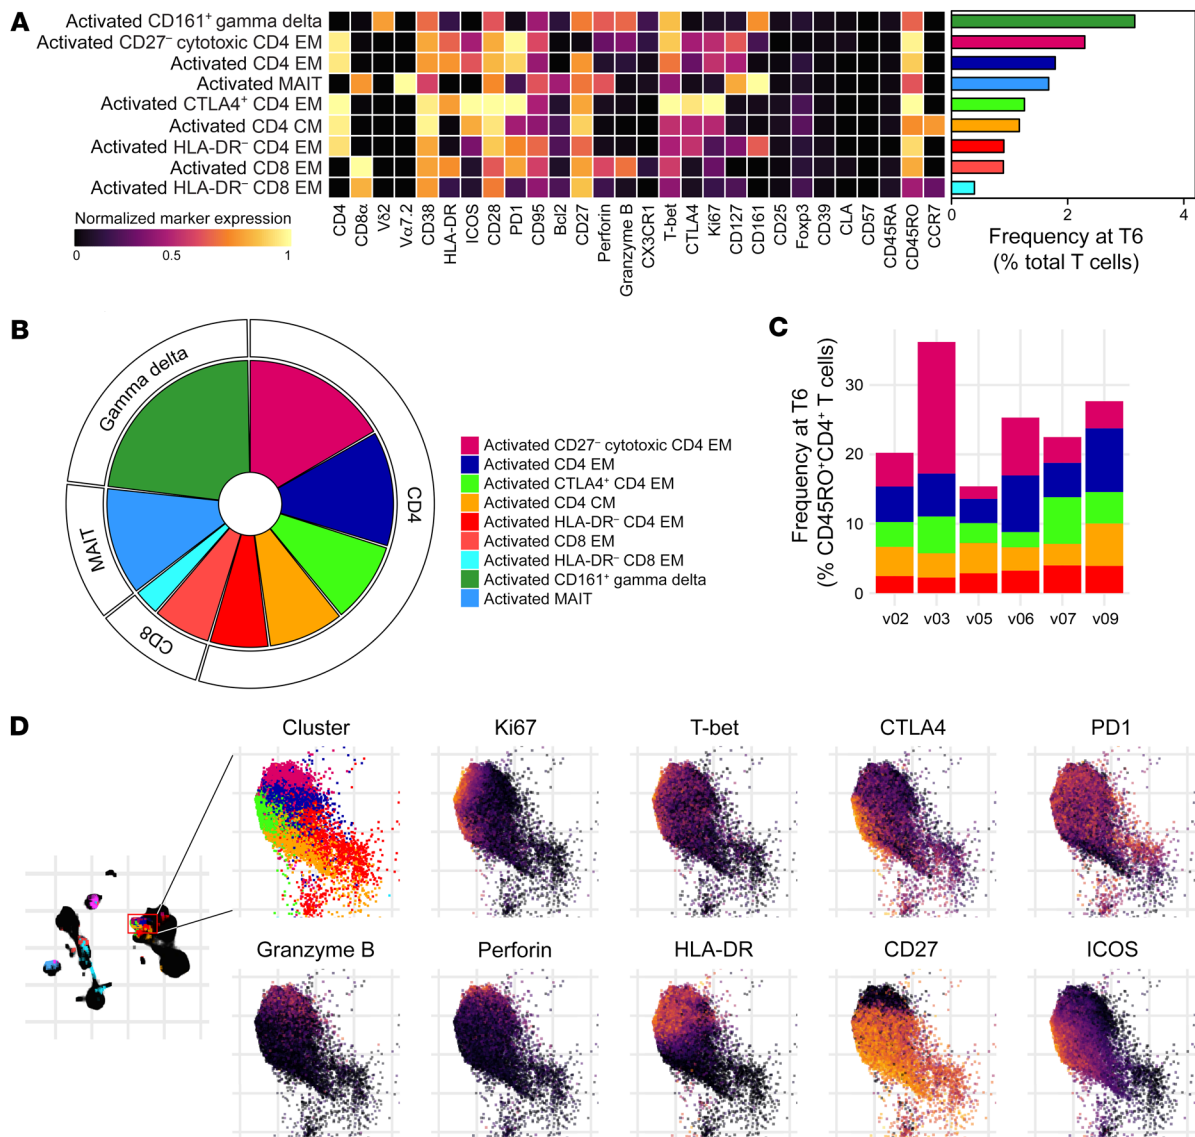 A
Activated CD161⁺ gamma delta
Activated CD27⁻ cytotoxic CD4 EM
Activated CD4 EM
Activated MAIT
Activated CTLA4⁺ CD4 EM
Activated CD4 CM
Activated HLA-DR⁻ CD4 EM
Activated CD8 EM
Activated HLA-DR⁻ CD8 EM
Normalized marker expression
0 0.5 1
CD4
CD8α
Vδ2
Vα7.2
CD38
HLA-DR
ICOS
CD28
PD1
CD95
Bcl2
CD27
Perforin
Granzyme B
CX3CR1
T-bet
CTLA4
Ki67
CD127
CD161
CD25
Foxp3
CD39
CLA
CD57
CD45RA
CD45RO
CCR7
0 2 4
Frequency at T6
(% total T cells)
B
Gamma delta
MAIT
CD8
CD4
Activated CD27⁻ cytotoxic CD4 EM
Activated CD4 EM
Activated CTLA4⁺ CD4 EM
Activated CD4 CM
Activated HLA-DR⁻ CD4 EM
Activated CD8 EM
Activated HLA-DR⁻ CD8 EM
Activated CD161⁺ gamma delta
Activated MAIT
C
Frequency at T6
(% CD45RO⁺CD4⁺ T cells)
30
20
10
0
v02 v03 v05 v06 v07 v09
D
Cluster Ki67 T-bet CTLA4 PD1
Granzyme B Perforin HLA-DR CD27 ICOS